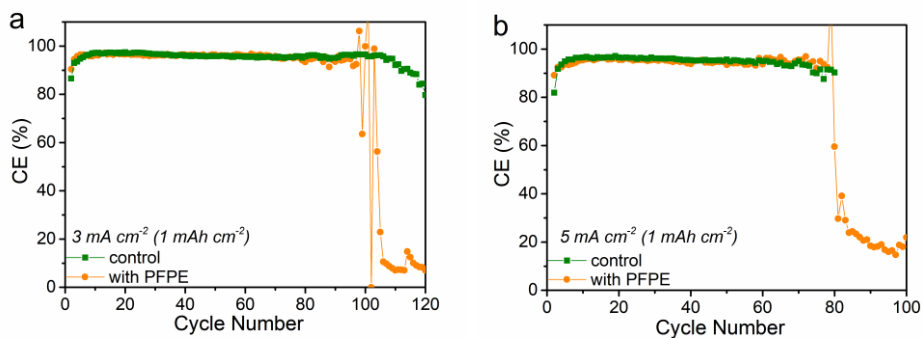 a
100
80
60
40
20
0
CE (%)
3 mA cm⁻² (1 mAh cm⁻²)
control
with PFPE
0 20 40 60 80 100 120
Cycle Number
b
100
80
60
40
20
0
CE (%)
5 mA cm⁻² (1 mAh cm⁻²)
control
with PFPE
0 20 40 60 80 100
Cycle Number